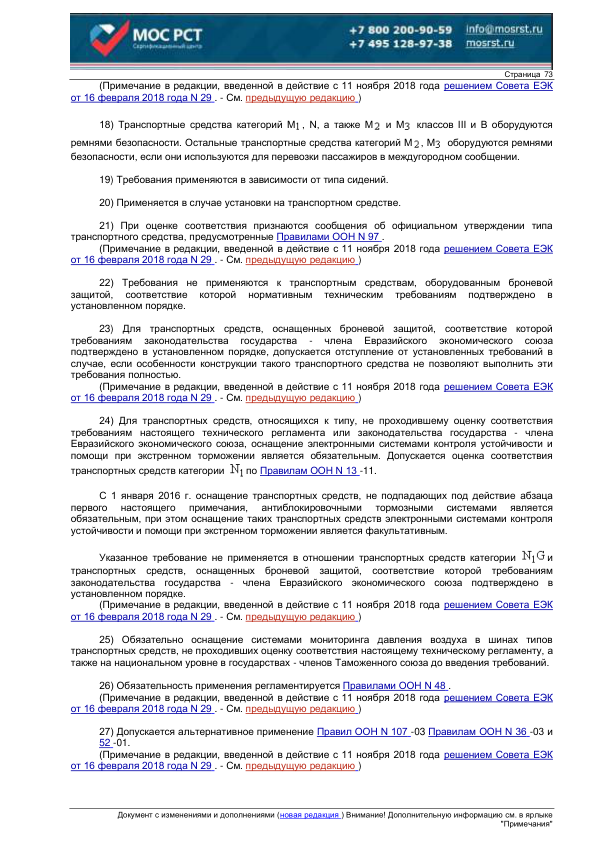 МОС РСТ
Сертификационный центр
+7 800 200-90-59 info@mosrst.ru
+7 495 128-97-38 mosrst.ru
Страница 73
(Примечание в редакции, введенной в действие с 11 ноября 2018 года решением Совета ЕЭК
от 16 февраля 2018 года N 29 . - См. предыдущую редакцию )
18) Транспортные средства категорий M1, N, а также M2 и M3 классов III и В оборудуются
ремнями безопасности. Остальные транспортные средства категорий M2, M3 оборудуются ремнями
безопасности, если они используются для перевозки пассажиров в междугородном сообщении.
19) Требования применяются в зависимости от типа сидений.
20) Применяется в случае установки на транспортном средстве.
21) При оценке соответствия признаются сообщения об официальном утверждении типа
транспортного средства, предусмотренные Правилами ООН N 97 .
(Примечание в редакции, введенной в действие с 11 ноября 2018 года решением Совета ЕЭК
от 16 февраля 2018 года N 29 . - См. предыдущую редакцию )
22) Требования не применяются к транспортным средствам, оборудованным броневой
защитой, соответствие которой нормативным техническим требованиям подтверждено в
установленном порядке.
23) Для транспортных средств, оснащенных броневой защитой, соответствие которой
требованиям законодательства государства - члена Евразийского экономического союза
подтверждено в установленном порядке, допускается отступление от установленных требований в
случае, если особенности конструкции такого транспортного средства не позволяют выполнить эти
требования полностью.
(Примечание в редакции, введенной в действие с 11 ноября 2018 года решением Совета ЕЭК
от 16 февраля 2018 года N 29 . - См. предыдущую редакцию )
24) Для транспортных средств, относящихся к типу, не проходившему оценку соответствия
требованиям настоящего технического регламента или законодательства государства - члена
Евразийского экономического союза, оснащение электронными системами контроля устойчивости и
помощи при экстренном торможении является обязательным. Допускается оценка соответствия
транспортных средств категории N1 по Правилам ООН N 13 -11.
С 1 января 2016 г. оснащение транспортных средств, не подпадающих под действие абзаца
первого настоящего примечания, антиблокировочными тормозными системами является
обязательным, при этом оснащение таких транспортных средств электронными системами контроля
устойчивости и помощи при экстренном торможении является факультативным.
Указанное требование не применяется в отношении транспортных средств категории N1G и
транспортных средств, оснащенных броневой защитой, соответствие которой требованиям
законодательства государства - члена Евразийского экономического союза подтверждено в
установленном порядке.
(Примечание в редакции, введенной в действие с 11 ноября 2018 года решением Совета ЕЭК
от 16 февраля 2018 года N 29 . - См. предыдущую редакцию )
25) Обязательно оснащение системами мониторинга давления воздуха в шинах типов
транспортных средств, не проходивших оценку соответствия настоящему техническому регламенту, а
также на национальном уровне в государствах - членов Таможенного союза до введения требований.
26) Обязательность применения регламентируется Правилами ООН N 48 .
(Примечание в редакции, введенной в действие с 11 ноября 2018 года решением Совета ЕЭК
от 16 февраля 2018 года N 29 . - См. предыдущую редакцию )
27) Допускается альтернативное применение Правил ООН N 107 -03 Правилам ООН N 36 -03 и
52 -01.
(Примечание в редакции, введенной в действие с 11 ноября 2018 года решением Совета ЕЭК
от 16 февраля 2018 года N 29 . - См. предыдущую редакцию )
Документ с изменениями и дополнениями (новая редакция ) Внимание! Дополнительную информацию см. в ярлыке
"Примечания"